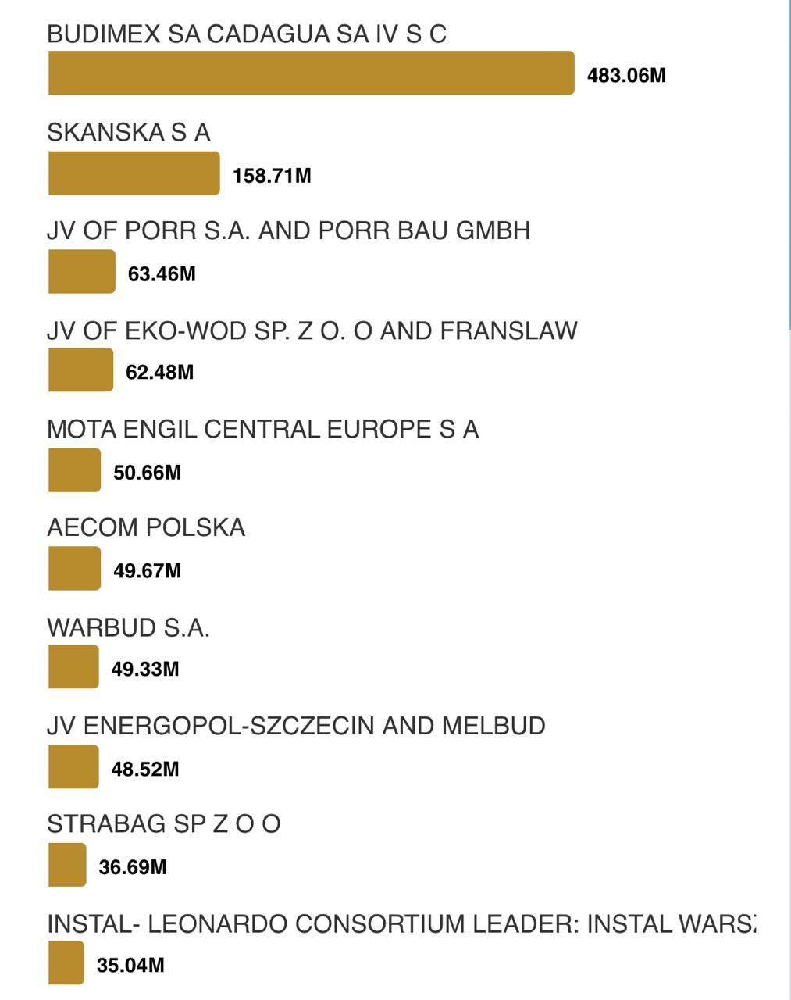 BUDIMEX SA CADAGUA SA IV S C
483.06M
SKANSKA S A
158.71M
JV OF PORR S.A. AND PORR BAU GMBH
63.46M
JV OF EKO-WOD SP. Z O. O AND FRANSLAW
62.48M
MOTA ENGIL CENTRAL EUROPE S A
50.66M
AECOM POLSKA
49.67M
WARBUD S.A.
49.33M
JV ENERGOPOL-SZCZECIN AND MELBUD
48.52M
STRABAG SP Z O O
36.69M
INSTAL- LEONARDO CONSORTIUM LEADER: INSTAL
35.04M